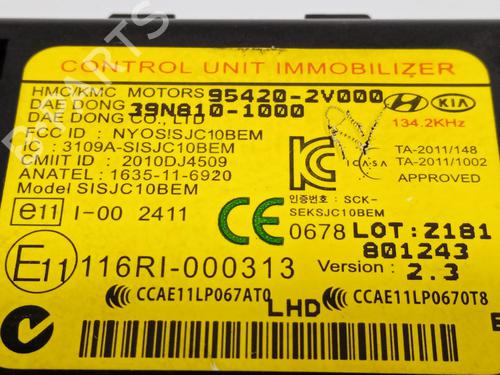 CONTROL UNIT IMMOBILIZER
HMC/KMC MOTORS 95420-2V000
DAE DONG 39N810-1000
DAE DONG CO.,LTD
KIA
134.2KHz
FCC ID : NYOSISJC10BEM
IC : 3109A-SISJC10BEM
CMIIT ID : 2010DJ4509
ANATEL : 1635-11-6920
Model SISJC10BEM
ICASA
TA-2011/148
TA-2011/1002
APPROVED
e11 I-00 2411
CE
인증번호 : SCK-
SEKSJC10BEM
0678 LOT:Z181
801243
E11 116RI-000313
Version : 2.3
CCAE11LP067AT0
LHD
CCAE11LP0670T8